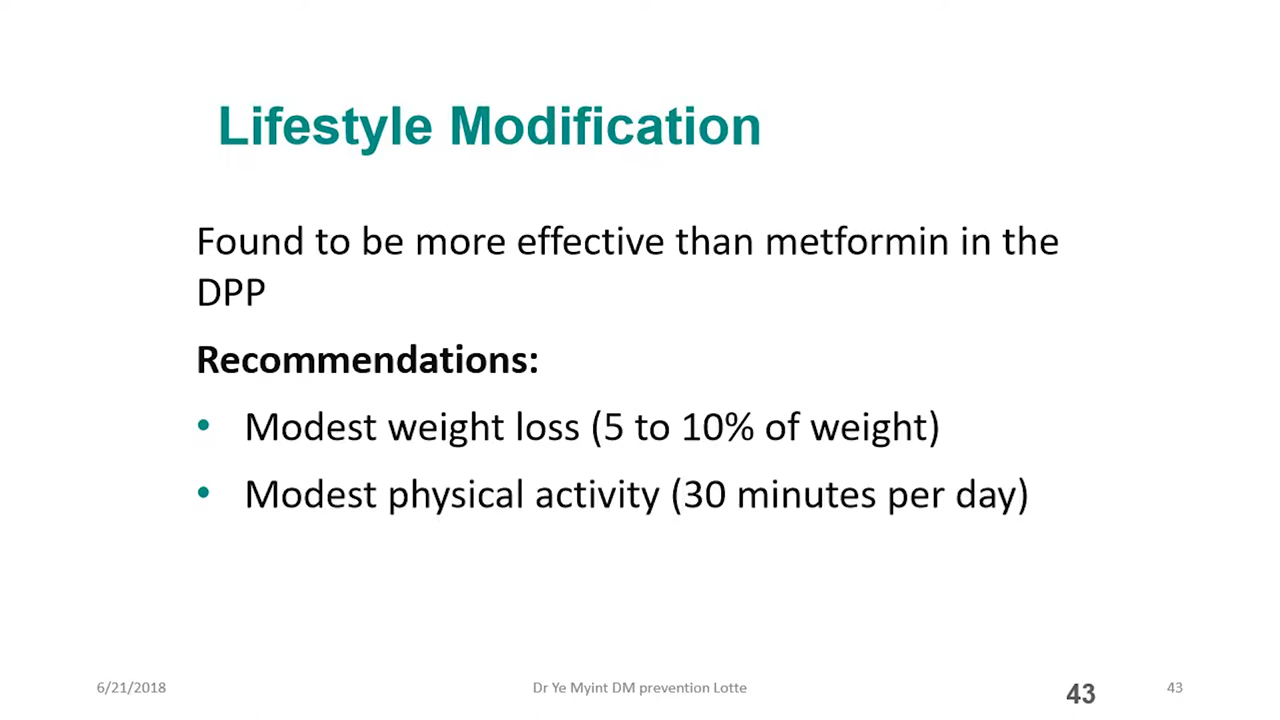 Lifestyle Modification
Found to be more effective than metformin in the
DPP
Recommendations:
• Modest weight loss (5 to 10% of weight)
• Modest physical activity (30 minutes per day)
6/21/2018
Dr Ye Myint DM prevention Lotte
43
43